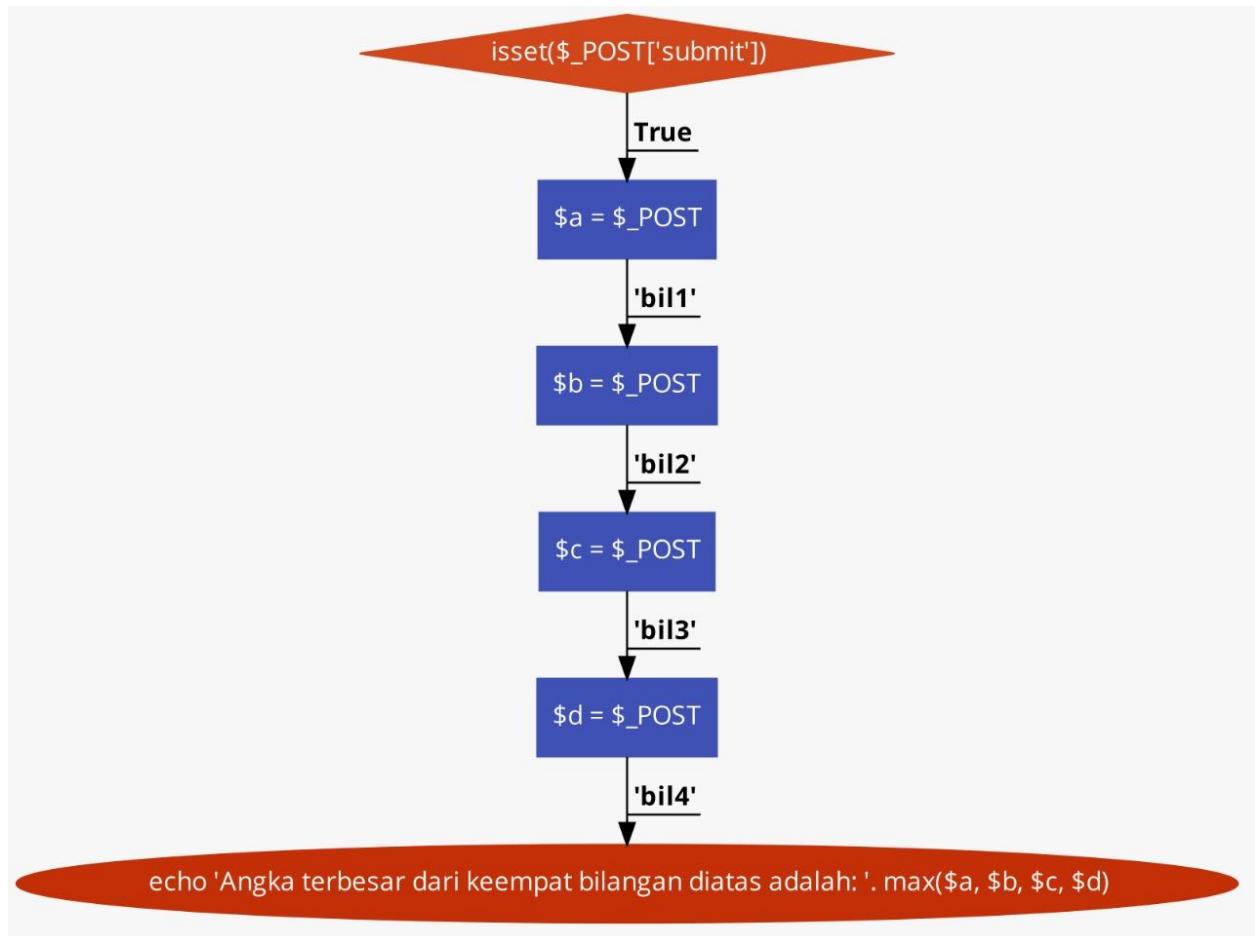 isset($_POST['submit'])
True
$a = $_POST
'bil1'
$b = $_POST
'bil2'
$c = $_POST
'bil3'
$d = $_POST
'bil4'
echo 'Angka terbesar dari keempat bilangan diatas adalah: '. max($a, $b, $c, $d)